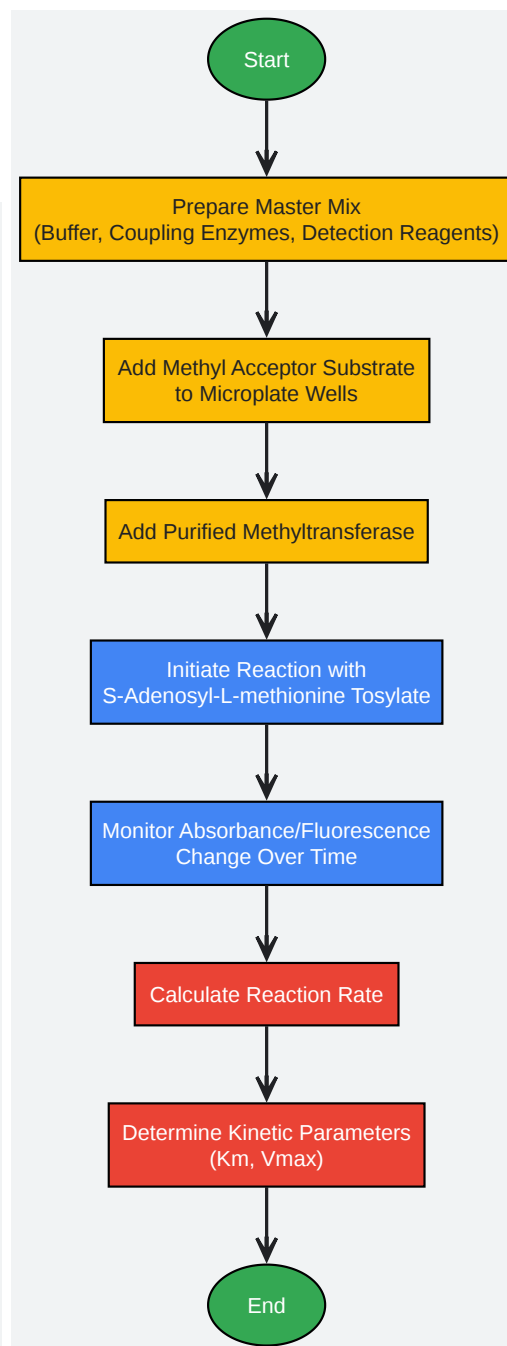 Start
Prepare Master Mix
(Buffer, Coupling Enzymes, Detection Reagents)
Add Methyl Acceptor Substrate
to Microplate Wells
Add Purified Methyltransferase
Initiate Reaction with
S-Adenosyl-L-methionine Tosylate
Monitor Absorbance/Fluorescence
Change Over Time
Calculate Reaction Rate
Determine Kinetic Parameters
(Km, Vmax)
End